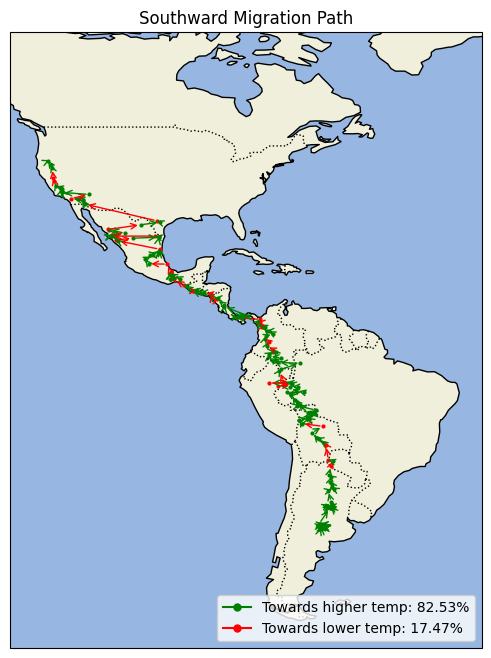 Southward Migration Path
Towards higher temp: 82.53%
Towards lower temp: 17.47%